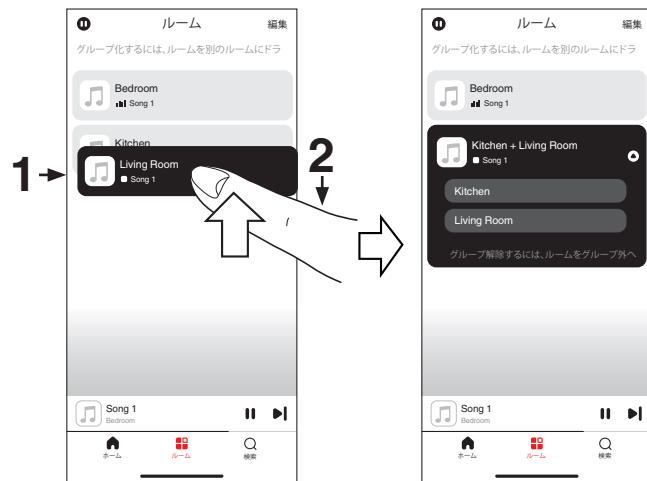 ルーム 編集
グループ化するには、ルームを別のルームにドラ
Bedroom
Song 1
Kitchen
Living Room
Song 1
1
2
Song 1
Bedroom
ホーム ルーム 検索
ルーム 編集
グループ化するには、ルームを別のルームにドラ
Bedroom
Song 1
Kitchen + Living Room
Song 1
Kitchen
Living Room
グループ解除するには、ルームをグループ外へ
Song 1
Bedroom
ホーム ルーム 検索